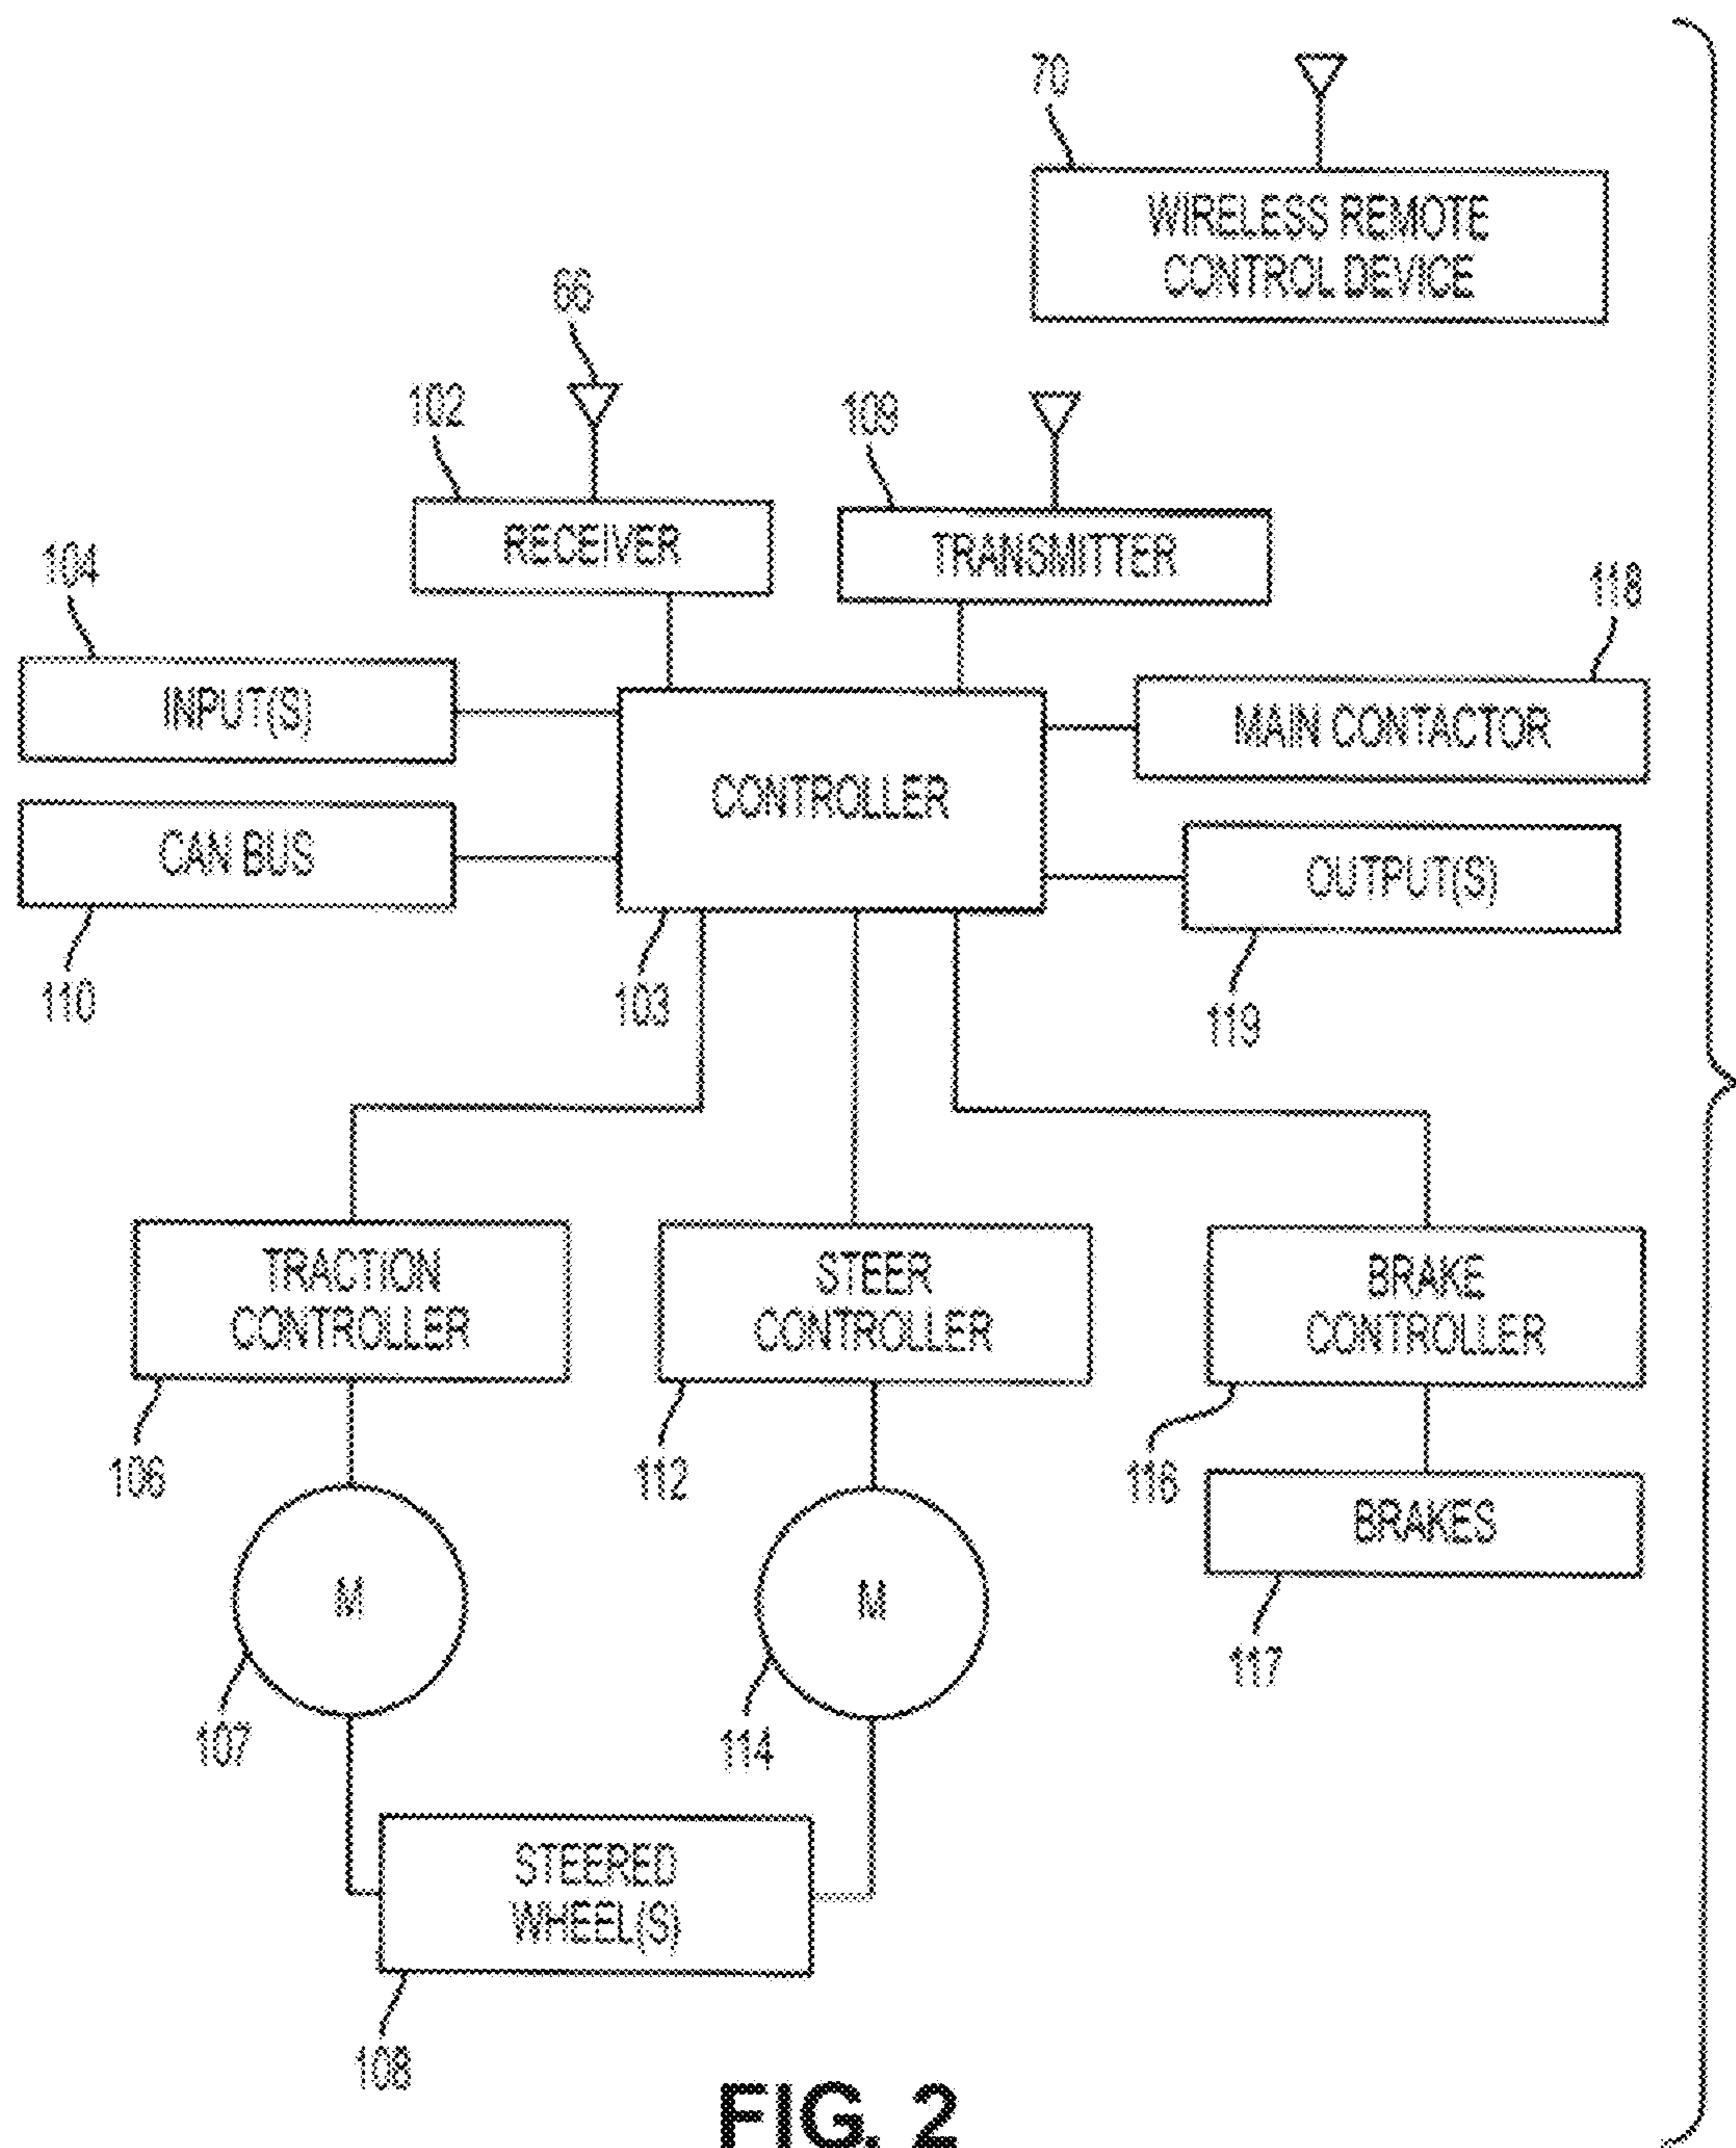 70
WIRELESS REMOTE
CONTROL DEVICE
66
102
109
RECEIVER
TRANSMITTER
104
118
INPUT(S)
MAIN CONTACTOR
CONTROLLER
CAN BUS
OUTPUT(S)
110
103
119
TRACTION
CONTROLLER
STEER
CONTROLLER
BRAKE
CONTROLLER
106
112
116
BRAKES
M
M
117
107
114
STEERED
WHEEL(S)
108
FIG. 2